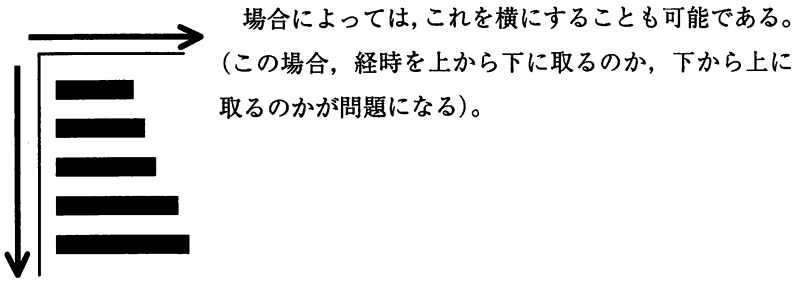 場合によっては，これを横にすることも可能である。
（この場合，経時を上から下に取るのか，下から上に
取るのかが問題になる）。